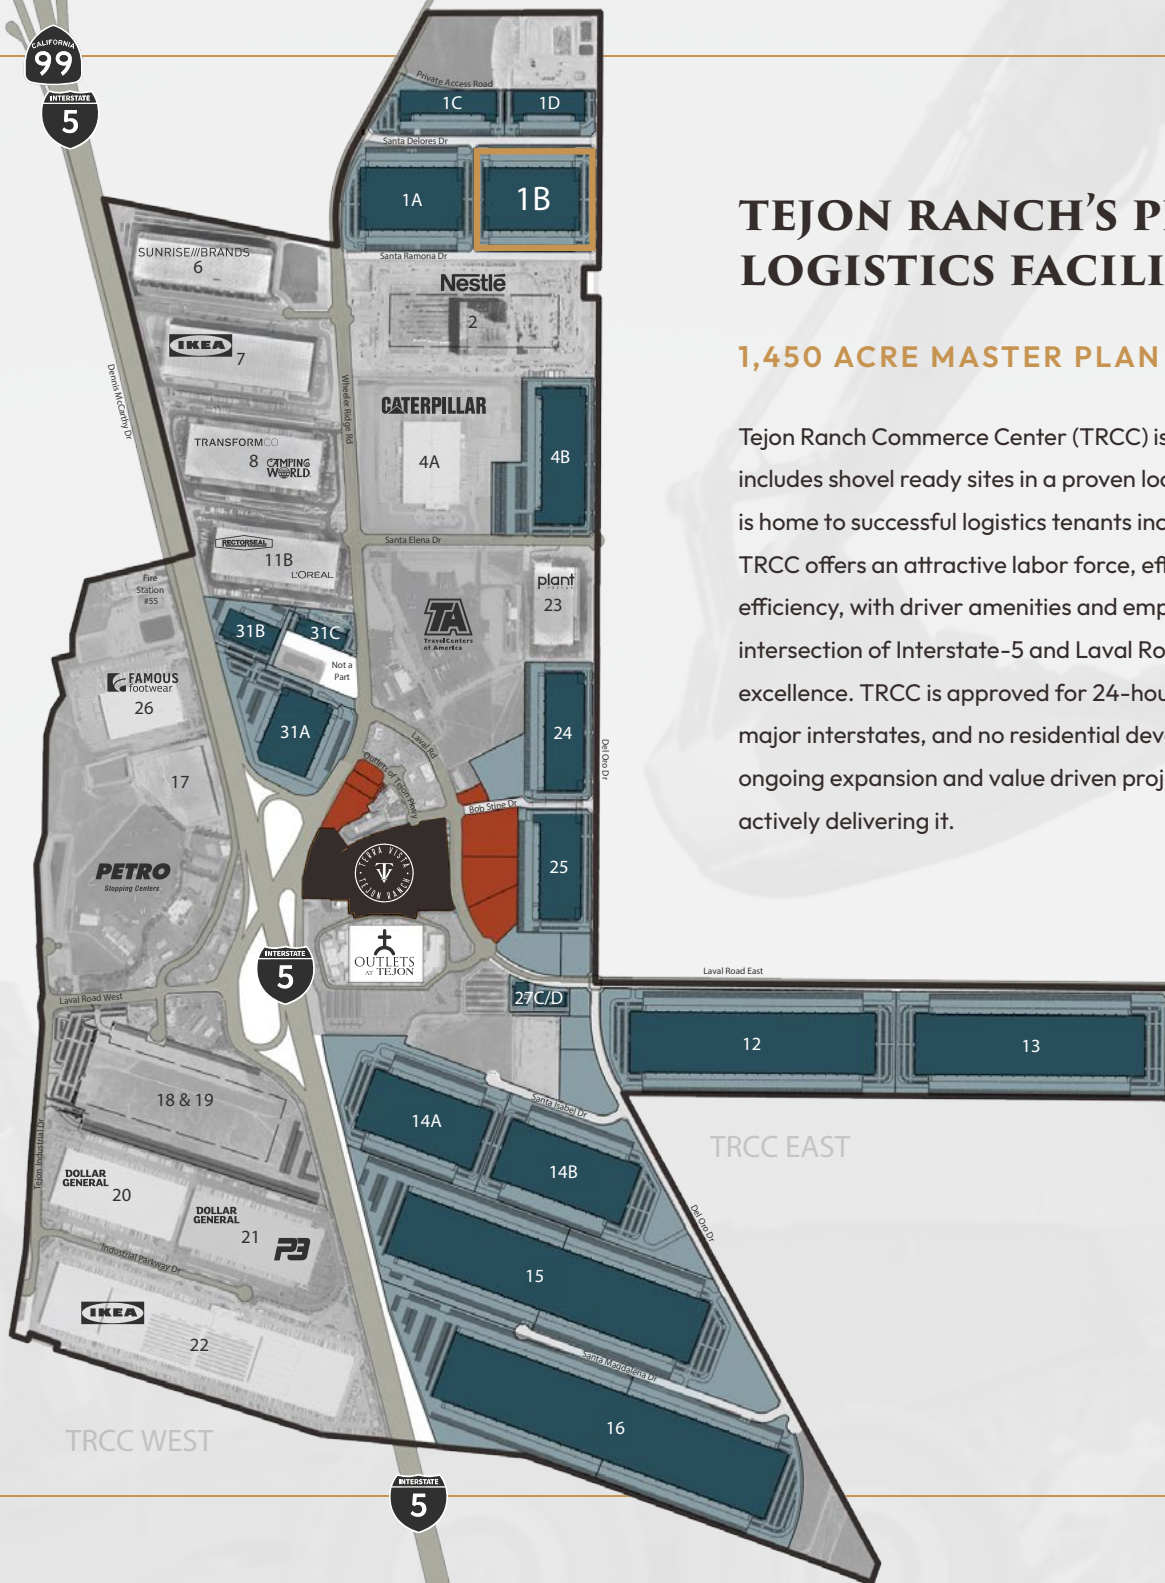 CALIFORNIA
99
INTERSTATE
5
Private Access Road
1C
1D
Santa Delores Dr
1A
1B
Santa Ramona Dr
SUNRISE///BRANDS
6
Nestlé
2
IKEA
7
Dennis McCarthy Dr
Wheeler Ridge Rd
CATERPILLAR
4A
4B
TRANSFORMCO
8
CAMPING
WORLD
Santa Elena Dr
RECTORSEAL
11B
L'OREAL
Fire
Station
#55
plant
23
TA
TravelCenters
of America
31B
31C
Not a
Part
FAMOUS
footwear
26
31A
Laval Rd
24
Del Oro Dr
17
Outlets of Tejon Pkwy
Bob Stine Dr
PETRO
Stopping Centers
TERRA VISTA
TV
TEJON RANCH
25
OUTLETS
AT TEJON
INTERSTATE
5
Laval Road East
Laval Road West
27C/D
12
13
18 & 19
Santa Isabel Dr
14A
14B
Tejon Industrial Dr
DOLLAR
GENERAL
20
DOLLAR
GENERAL
21
P3
Industrial Parkway Dr
TRCC EAST
Del Oro Dr
15
IKEA
22
Santa Magdalena Dr
16
TRCC WEST
INTERSTATE
5
TEJON RANCH'S P
LOGISTICS FACILI
1,450 ACRE MASTER PLAN
Tejon Ranch Commerce Center (TRCC) is
includes shovel ready sites in a proven loc
is home to successful logistics tenants inc
TRCC offers an attractive labor force, eff
efficiency, with driver amenities and emp
intersection of Interstate-5 and Laval Ro
excellence. TRCC is approved for 24-hou
major interstates, and no residential dev
ongoing expansion and value driven proj
actively delivering it.